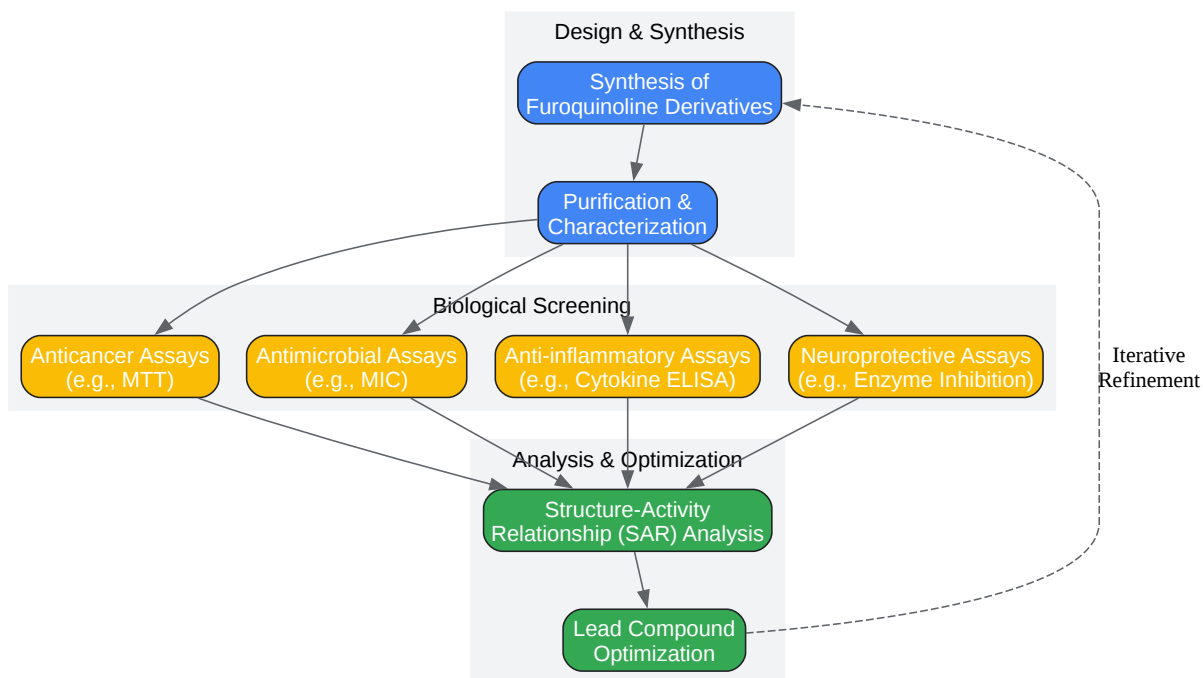 Design & Synthesis
Synthesis of
Furoquinoline Derivatives
Purification &
Characterization
Biological Screening
Anticancer Assays
(e.g., MTT)
Antimicrobial Assays
(e.g., MIC)
Anti-inflammatory Assays
(e.g., Cytokine ELISA)
Neuroprotective Assays
(e.g., Enzyme Inhibition)
Iterative
Refinement
Analysis & Optimization
Structure-Activity
Relationship (SAR) Analysis
Lead Compound
Optimization